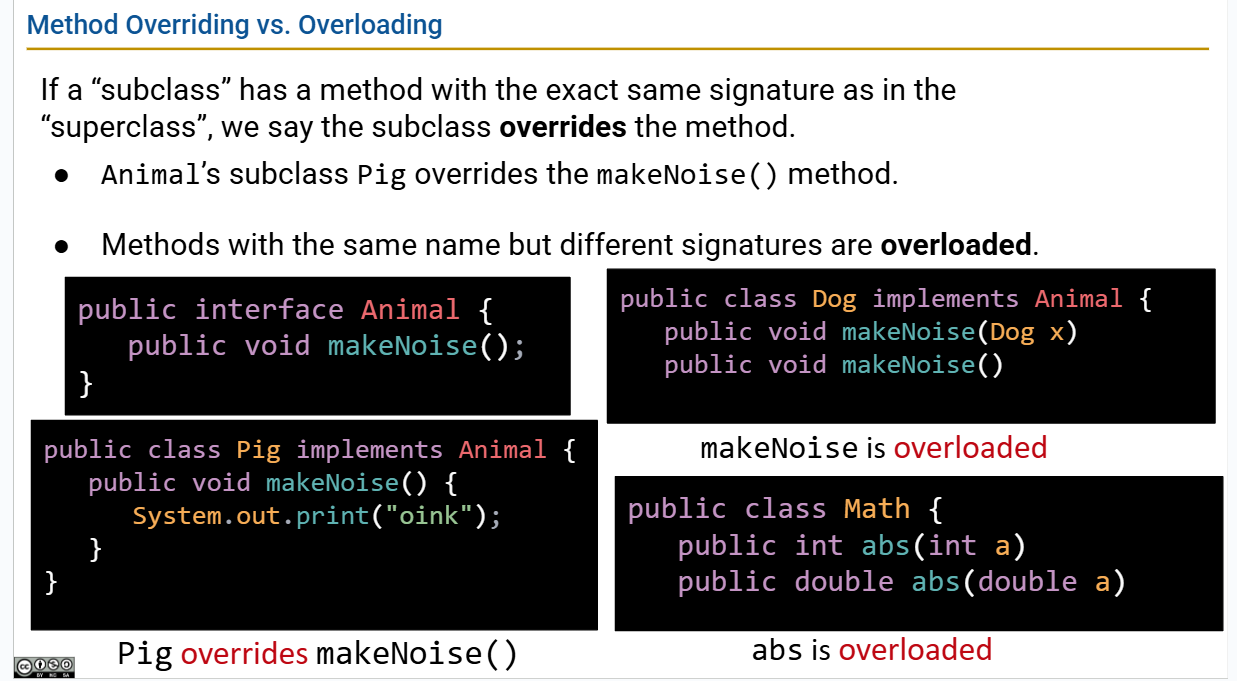 Method Overriding vs. Overloading
If a “subclass” has a method with the exact same signature as in the
“superclass”, we say the subclass overrides the method.
● Animal’s subclass Pig overrides the makeNoise() method.
● Methods with the same name but different signatures are overloaded.
public interface Animal {
public void makeNoise();
}
public class Pig implements Animal {
public void makeNoise() {
System.out.print("oink");
}
}
Pig overrides makeNoise()
public class Dog implements Animal {
public void makeNoise(Dog x)
public void makeNoise()
makeNoise is overloaded
public class Math {
public int abs(int a)
public double abs(double a)
abs is overloaded
cc
BY NC SA